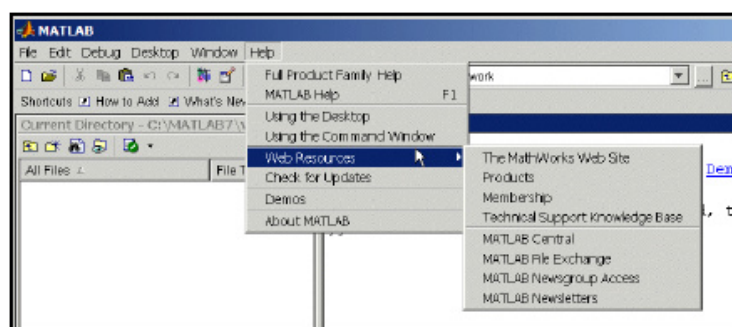 MATLAB
File Edit Debug Desktop Window Help
work
Shortcuts How to Add What's New
Current Directory - C:\MATLAB7\
All Files File T
Full Product Family Help
MATLAB Help F1
Using the Desktop
Using the Command Window
Web Resources
Check for Updates
Demos
About MATLAB
The MathWorks Web Site
Products
Membership
Technical Support Knowledge Base
MATLAB Central
MATLAB File Exchange
MATLAB Newsgroup Access
MATLAB Newsletters
Dem
, t